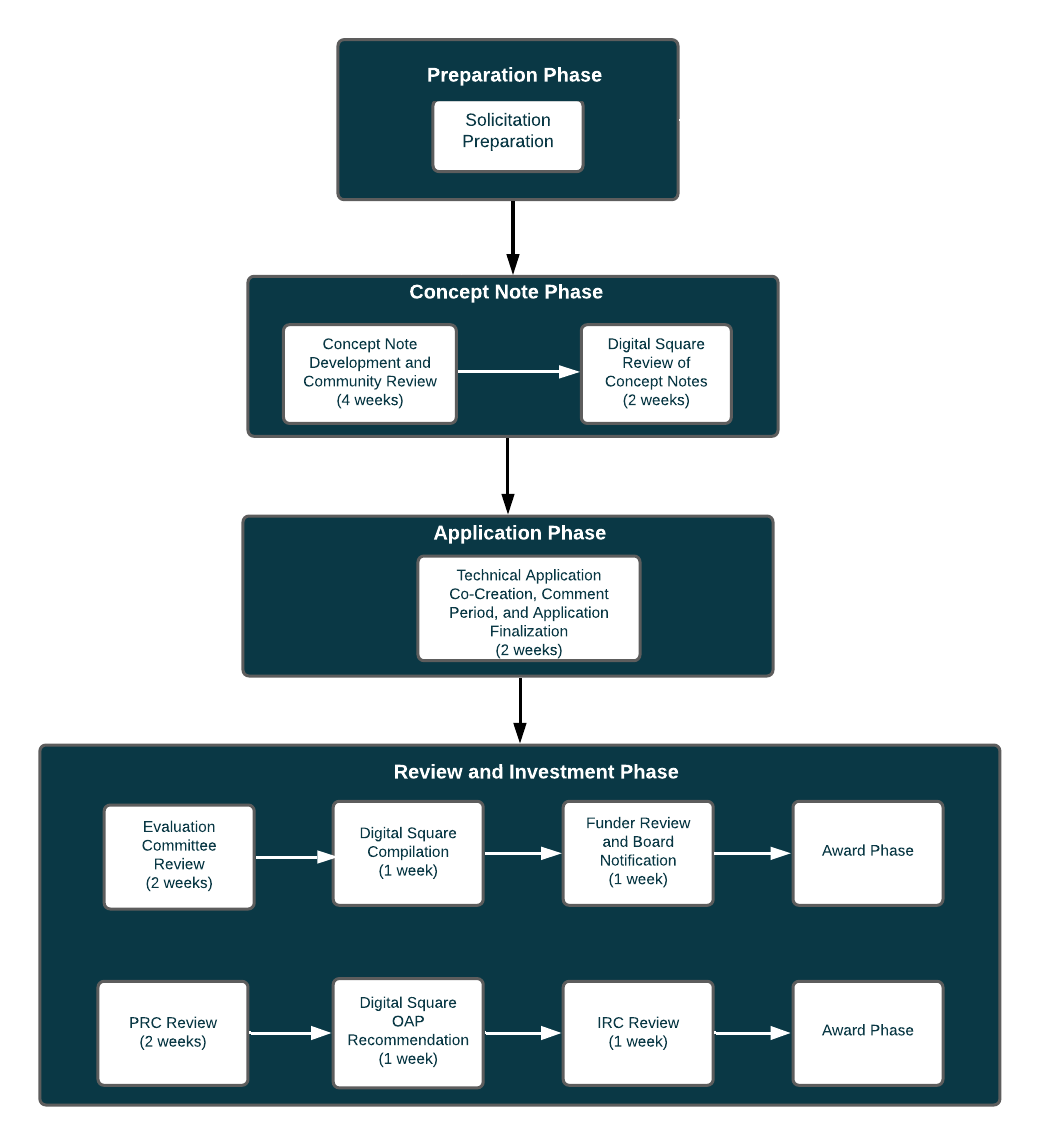 Preparation Phase
Solicitation
Preparation
Concept Note Phase
Concept Note
Development and
Community Review
(4 weeks)
Digital Square
Review of
Concept Notes
(2 weeks)
Application Phase
Technical Application
Co-Creation, Comment
Period, and Application
Finalization
(2 weeks)
Review and Investment Phase
Evaluation
Committee
Review
(2 weeks)
Digital Square
Compilation
(1 week)
Funder Review
and Board
Notification
(1 week)
Award Phase
PRC Review
(2 weeks)
Digital Square
OAP
Recommendation
(1 week)
IRC Review
(1 week)
Award Phase